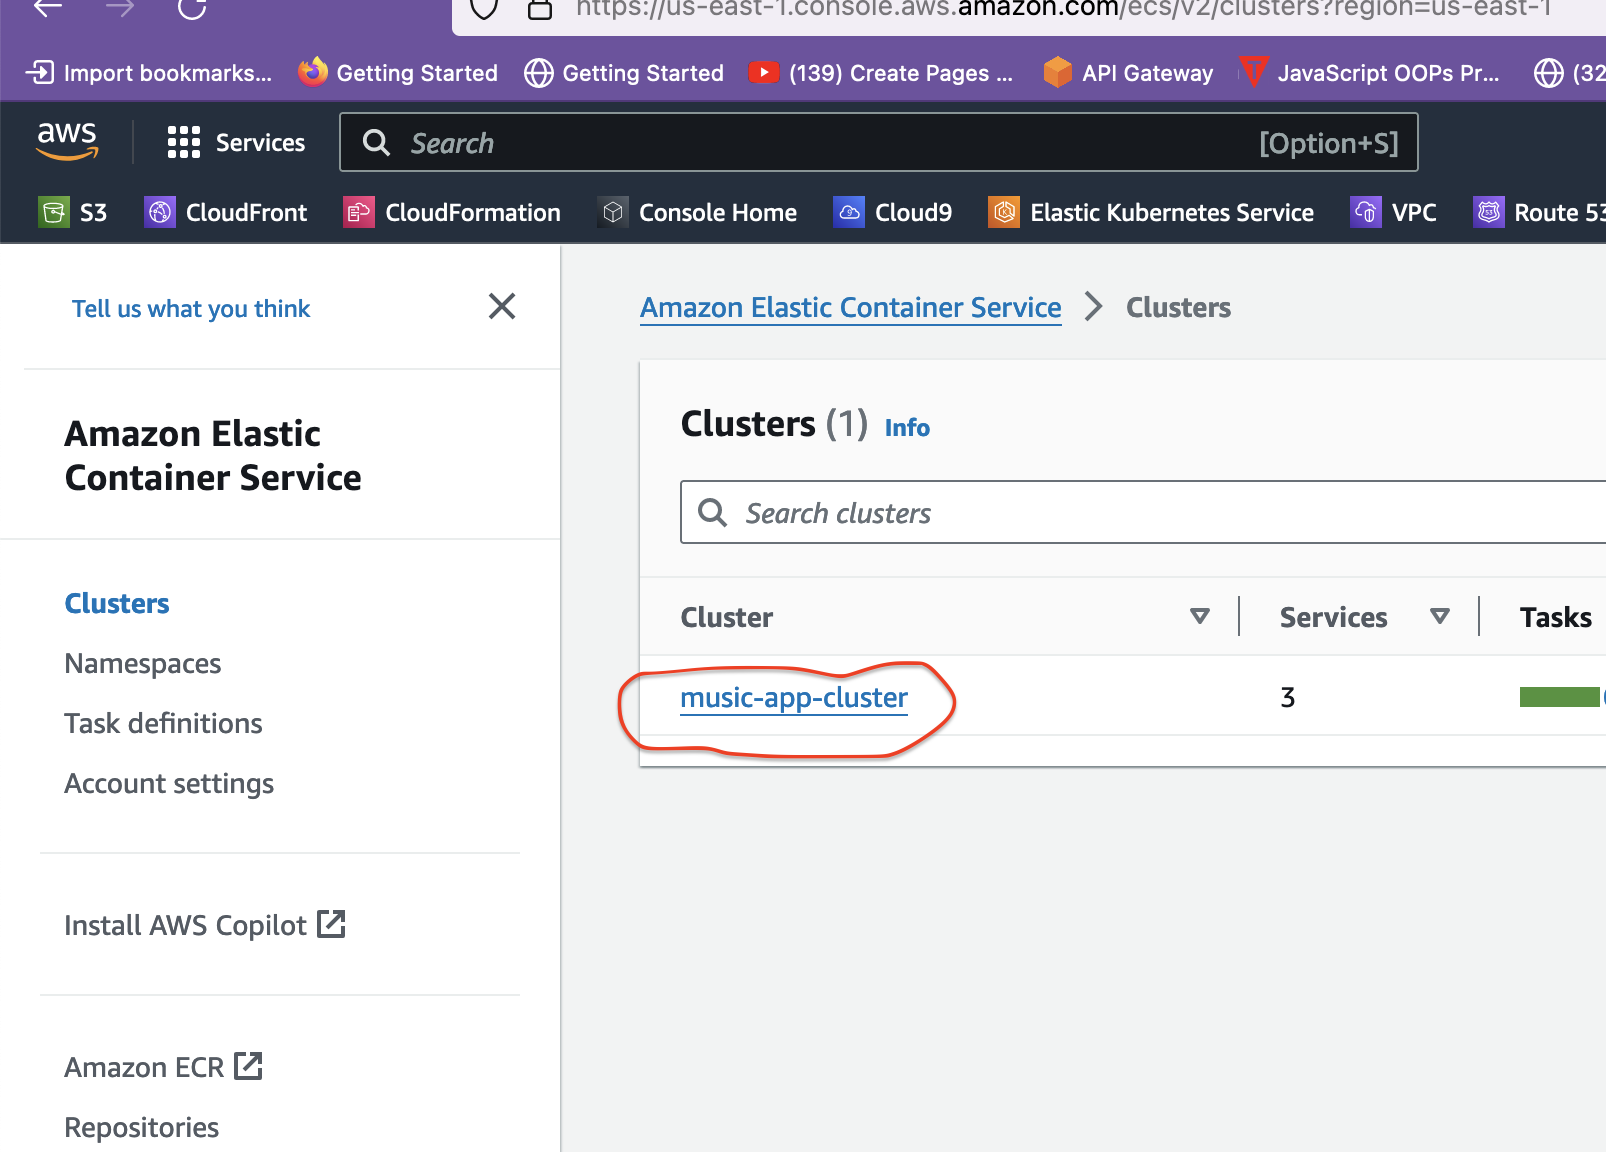 https://us-east-1.console.aws.amazon.com/ecs/v2/clusters?region=us-east-1
Import bookmarks... Getting Started Getting Started (139) Create Pages ... API Gateway JavaScript OOPs Pr... (32
aws Services Search [Option+S]
S3 CloudFront CloudFormation Console Home Cloud9 Elastic Kubernetes Service VPC Route 53
Tell us what you think
Amazon Elastic
Container Service
Clusters
Namespaces
Task definitions
Account settings
Install AWS Copilot
Amazon ECR
Repositories
Amazon Elastic Container Service > Clusters
Clusters (1) Info
Search clusters
Cluster Services Tasks
music-app-cluster 3